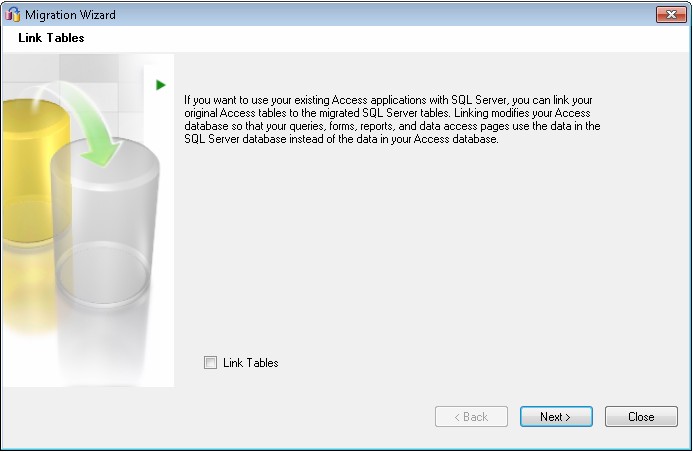 Migration Wizard
Link Tables
If you want to use your existing Access applications with SQL Server, you can link your
original Access tables to the migrated SQL Server tables. Linking modifies your Access
database so that your queries, forms, reports, and data access pages use the data in the
SQL Server database instead of the data in your Access database.
Link Tables
< Back
Next >
Close